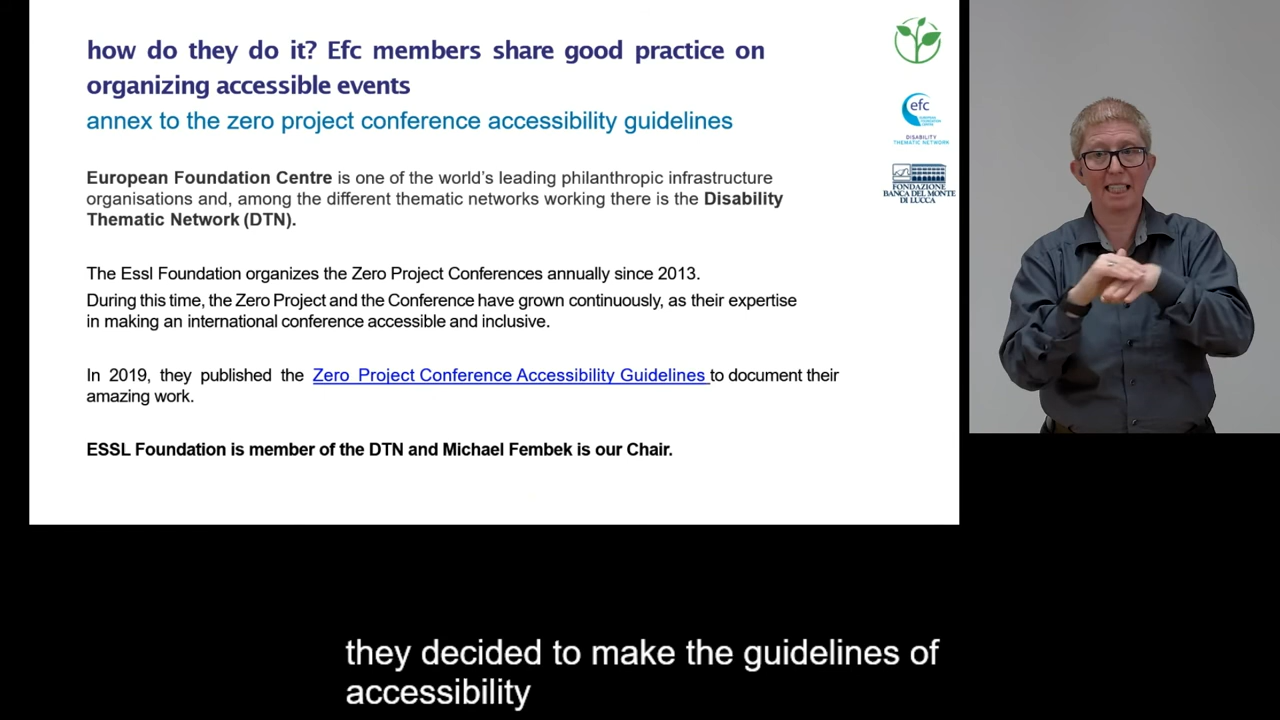 how do they do it? Efc members share good practice on
organizing accessible events
annex to the zero project conference accessibility guidelines
European Foundation Centre is one of the world's leading philanthropic infrastructure
organisations and, among the different thematic networks working there is the Disability
Thematic Network (DTN).
The Essl Foundation organizes the Zero Project Conferences annually since 2013.
During this time, the Zero Project and the Conference have grown continuously, as their expertise
in making an international conference accessible and inclusive.
In 2019, they published the Zero Project Conference Accessibility Guidelines to document their
amazing work.
ESSL Foundation is member of the DTN and Michael Fembek is our Chair.
efc
EUROPEAN FOUNDATION CENTRE
DISABILITY
THEMATIC NETWORK
FONDAZIONE
BANCA DEL MONTE
DI LUCCA
they decided to make the guidelines of
accessibility